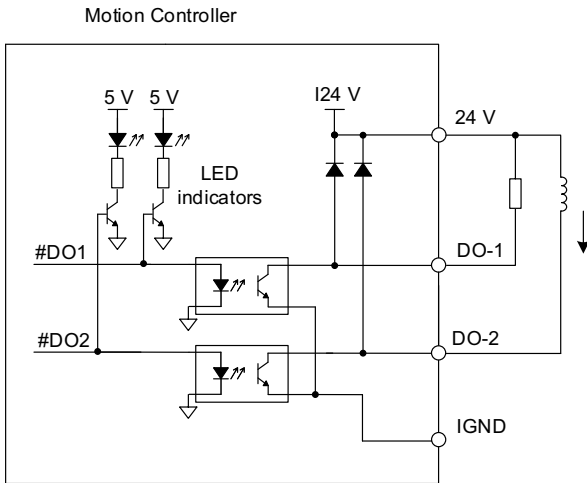 Motion Controller
5 V 5 V
I24 V
24 V
LED
indicators
#DO1
DO-1
#DO2
DO-2
IGND